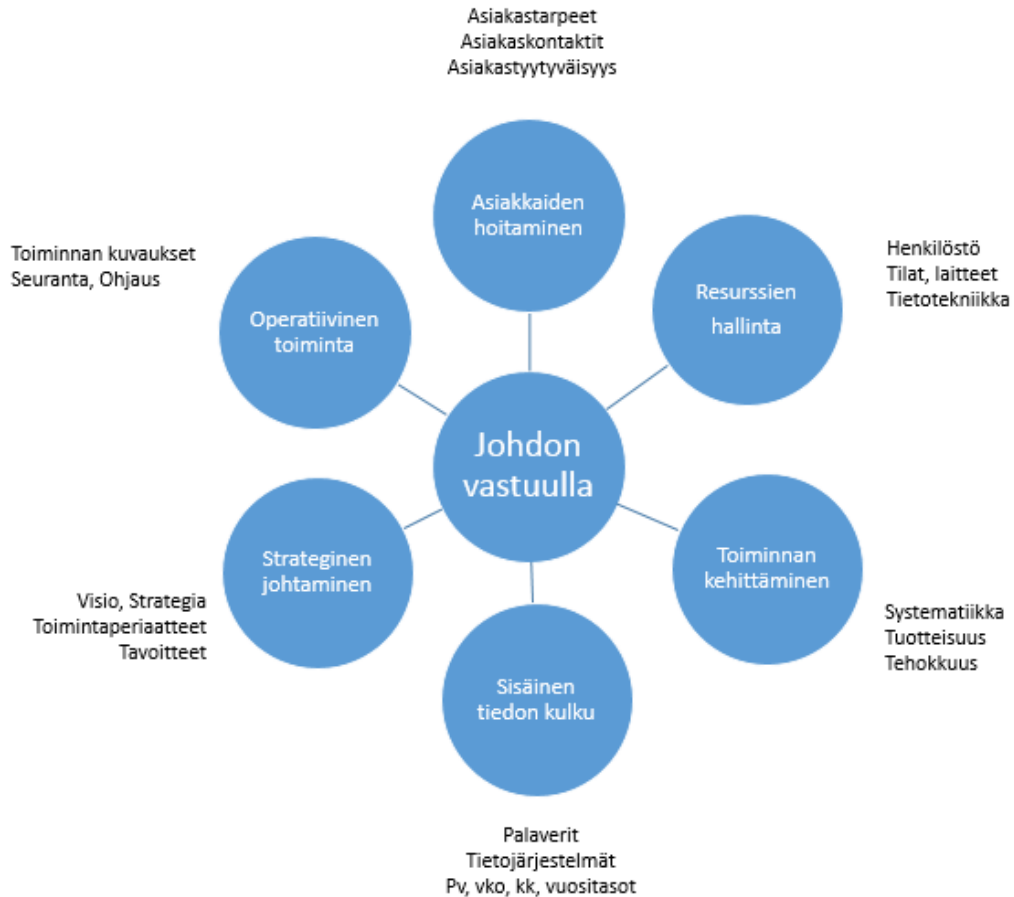 Asiakastarpeet
Asiakaskontaktit
Asiakastyytyväisyys
Asiakkaiden
hoitaminen
Henkilöstö
Tilat, laitteet
Tietotekniikka
Resurssien
hallinta
Toiminnan kuvaukset
Seuranta, Ohjaus
Operatiivinen
toiminta
Johdon
vastuulla
Strateginen
johtaminen
Visio, Strategia
Toimintaperiaatteet
Tavoitteet
Toiminnan
kehittäminen
Systematiikka
Tuotteisuus
Tehokkuus
Sisäinen
tiedon kulku
Palaverit
Tietojärjestelmät
Pv, vko, kk, vuositasot